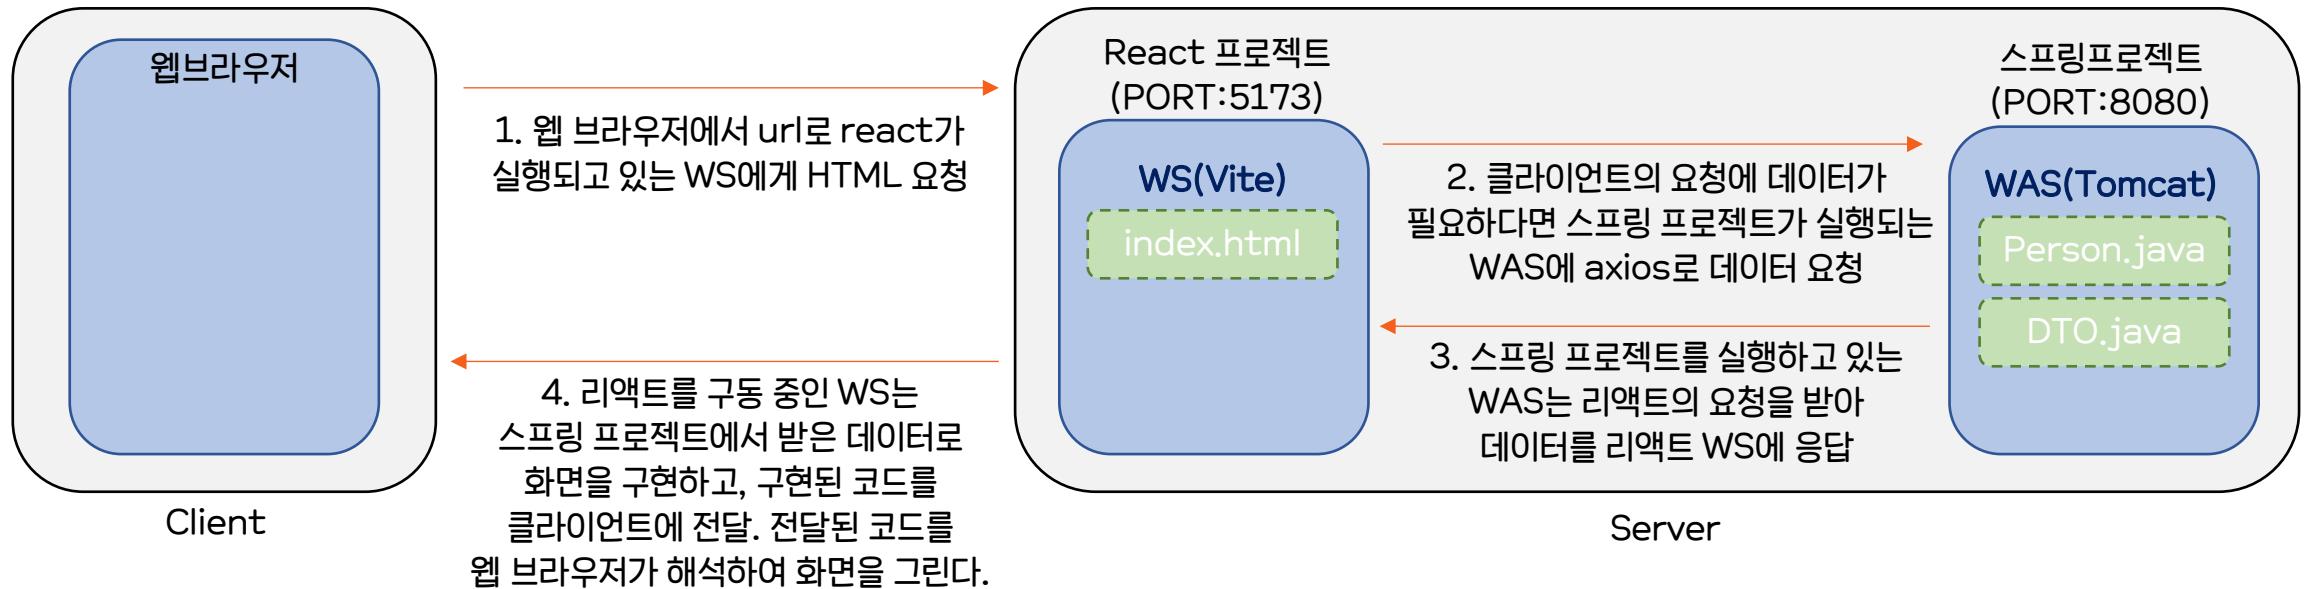 웹브라우저
1. 웹 브라우저에서 url로 react가
실행되고 있는 WS에게 HTML 요청
4. 리액트를 구동 중인 WS는
스프링 프로젝트에서 받은 데이터로
화면을 구현하고, 구현된 코드를
클라이언트에 전달. 전달된 코드를
웹 브라우저가 해석하여 화면을 그린다.
Client
React 프로젝트
(PORT:5173)
WS(Vite)
index.html
2. 클라이언트의 요청에 데이터가
필요하다면 스프링 프로젝트가 실행되는
WAS에 axios로 데이터 요청
3. 스프링 프로젝트를 실행하고 있는
WAS는 리액트의 요청을 받아
데이터를 리액트 WS에 응답
스프링프로젝트
(PORT:8080)
WAS(Tomcat)
Person.java
DTO.java
Server